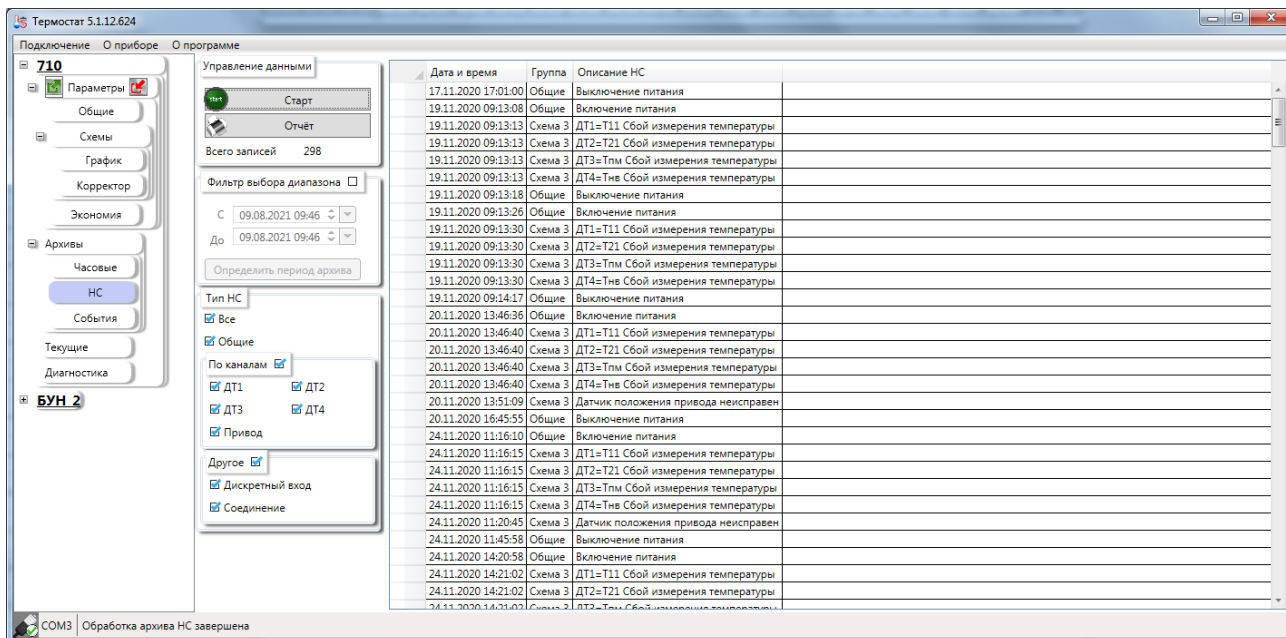 Термостат 5.1.12.624
Подключение О приборе О программе
710
Параметры
Общие
Схемы
График
Корректор
Экономия
Архивы
Часовые
НС
События
Текущие
Диагностика
БУН_2
Управление данными
start
Старт
Отчёт
Всего записей 298
Фильтр выбора диапазона
С 09.08.2021 09:46
До 09.08.2021 09:46
Определить период архива
Тип НС
Все
Общие
По каналам
ДТ1 ДТ2
ДТ3 ДТ4
Привод
Другое
Дискретный вход
Соединение
Дата и время Группа Описание НС
17.11.2020 17:01:00 Общие Выключение питания
19.11.2020 09:13:08 Общие Включение питания
19.11.2020 09:13:13 Схема 3 ДТ1=Т11 Сбой измерения температуры
19.11.2020 09:13:13 Схема 3 ДТ2=Т21 Сбой измерения температуры
19.11.2020 09:13:13 Схема 3 ДТ3=Тпм Сбой измерения температуры
19.11.2020 09:13:13 Схема 3 ДТ4=Тнв Сбой измерения температуры
19.11.2020 09:13:18 Общие Выключение питания
19.11.2020 09:13:26 Общие Включение питания
19.11.2020 09:13:30 Схема 3 ДТ1=Т11 Сбой измерения температуры
19.11.2020 09:13:30 Схема 3 ДТ2=Т21 Сбой измерения температуры
19.11.2020 09:13:30 Схема 3 ДТ3=Тпм Сбой измерения температуры
19.11.2020 09:13:30 Схема 3 ДТ4=Тнв Сбой измерения температуры
19.11.2020 09:14:17 Общие Выключение питания
20.11.2020 13:46:36 Общие Включение питания
20.11.2020 13:46:40 Схема 3 ДТ1=Т11 Сбой измерения температуры
20.11.2020 13:46:40 Схема 3 ДТ2=Т21 Сбой измерения температуры
20.11.2020 13:46:40 Схема 3 ДТ3=Тпм Сбой измерения температуры
20.11.2020 13:46:40 Схема 3 ДТ4=Тнв Сбой измерения температуры
20.11.2020 13:51:09 Схема 3 Датчик положения привода неисправен
20.11.2020 16:45:55 Общие Выключение питания
24.11.2020 11:16:10 Общие Включение питания
24.11.2020 11:16:15 Схема 3 ДТ1=Т11 Сбой измерения температуры
24.11.2020 11:16:15 Схема 3 ДТ2=Т21 Сбой измерения температуры
24.11.2020 11:16:15 Схема 3 ДТ3=Тпм Сбой измерения температуры
24.11.2020 11:16:15 Схема 3 ДТ4=Тнв Сбой измерения температуры
24.11.2020 11:20:45 Схема 3 Датчик положения привода неисправен
24.11.2020 11:45:58 Общие Выключение питания
24.11.2020 14:20:58 Общие Включение питания
24.11.2020 14:21:02 Схема 3 ДТ1=Т11 Сбой измерения температуры
24.11.2020 14:21:02 Схема 3 ДТ2=Т21 Сбой измерения температуры
24.11.2020 14:21:02 Схема 3 ДТ3=Тпм Сбой измерения температуры
COM3 Обработка архива НС завершена